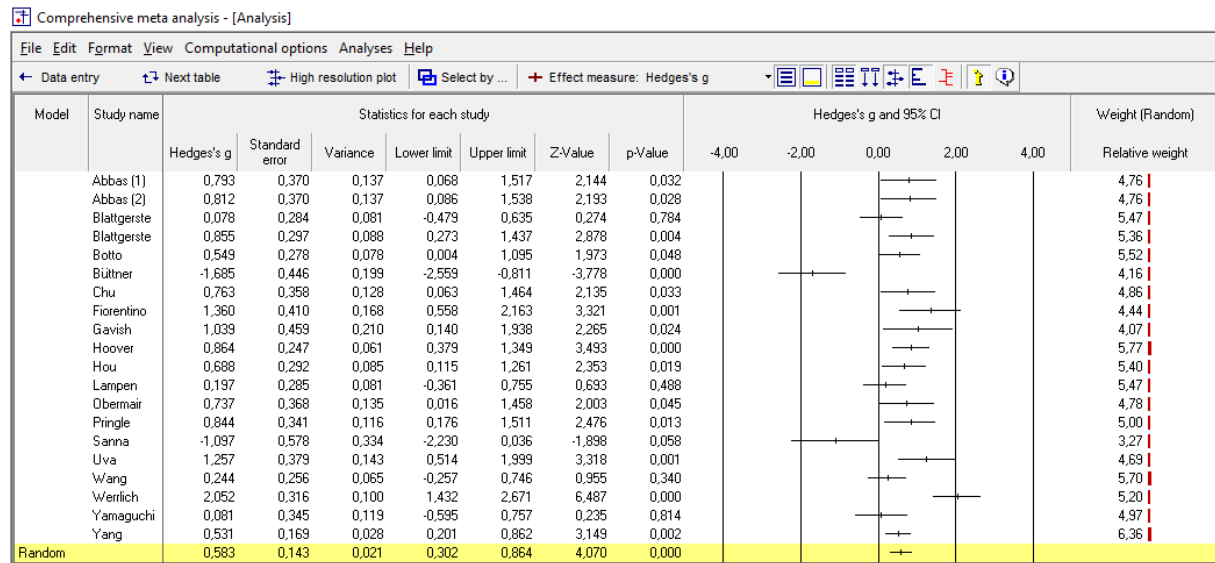 Comprehensive meta analysis - [Analysis]
File Edit Format View Computational options Analyses Help
← Data entry Next table High resolution plot Select by ... Effect measure: Hedges's g
Model Study name Statistics for each study Hedges's g and 95% CI Weight (Random)
Hedges's g Standard error Variance Lower limit Upper limit Z-Value p-Value -4,00 -2,00 0,00 2,00 4,00 Relative weight
Abbas (1) 0,793 0,370 0,137 0,068 1,517 2,144 0,032 4,76
Abbas (2) 0,812 0,370 0,137 0,086 1,538 2,193 0,028 4,76
Blattgerste 0,078 0,284 0,081 -0,479 0,635 0,274 0,784 5,47
Blattgerste 0,855 0,297 0,088 0,273 1,437 2,878 0,004 5,36
Botto 0,549 0,278 0,078 0,004 1,095 1,973 0,048 5,52
Büttner -1,685 0,446 0,199 -2,559 -0,811 -3,778 0,000 4,16
Chu 0,763 0,358 0,128 0,063 1,464 2,135 0,033 4,86
Fiorentino 1,360 0,410 0,168 0,558 2,163 3,321 0,001 4,44
Gavish 1,039 0,459 0,210 0,140 1,938 2,265 0,024 4,07
Hoover 0,864 0,247 0,061 0,379 1,349 3,493 0,000 5,77
Hou 0,688 0,292 0,085 0,115 1,261 2,353 0,019 5,40
Lampen 0,197 0,285 0,081 -0,361 0,755 0,693 0,488 5,47
Obermair 0,737 0,368 0,135 0,016 1,458 2,003 0,045 4,78
Pringle 0,844 0,341 0,116 0,176 1,511 2,476 0,013 5,00
Sanna -1,097 0,578 0,334 -2,230 0,036 -1,898 0,058 3,27
Uva 1,257 0,379 0,143 0,514 1,999 3,318 0,001 4,69
Wang 0,244 0,256 0,065 -0,257 0,746 0,955 0,340 5,70
Werrlich 2,052 0,316 0,100 1,432 2,671 6,487 0,000 5,20
Yamaguchi 0,081 0,345 0,119 -0,595 0,757 0,235 0,814 4,97
Yang 0,531 0,169 0,028 0,201 0,862 3,149 0,002 6,36
Random 0,583 0,143 0,021 0,302 0,864 4,070 0,000